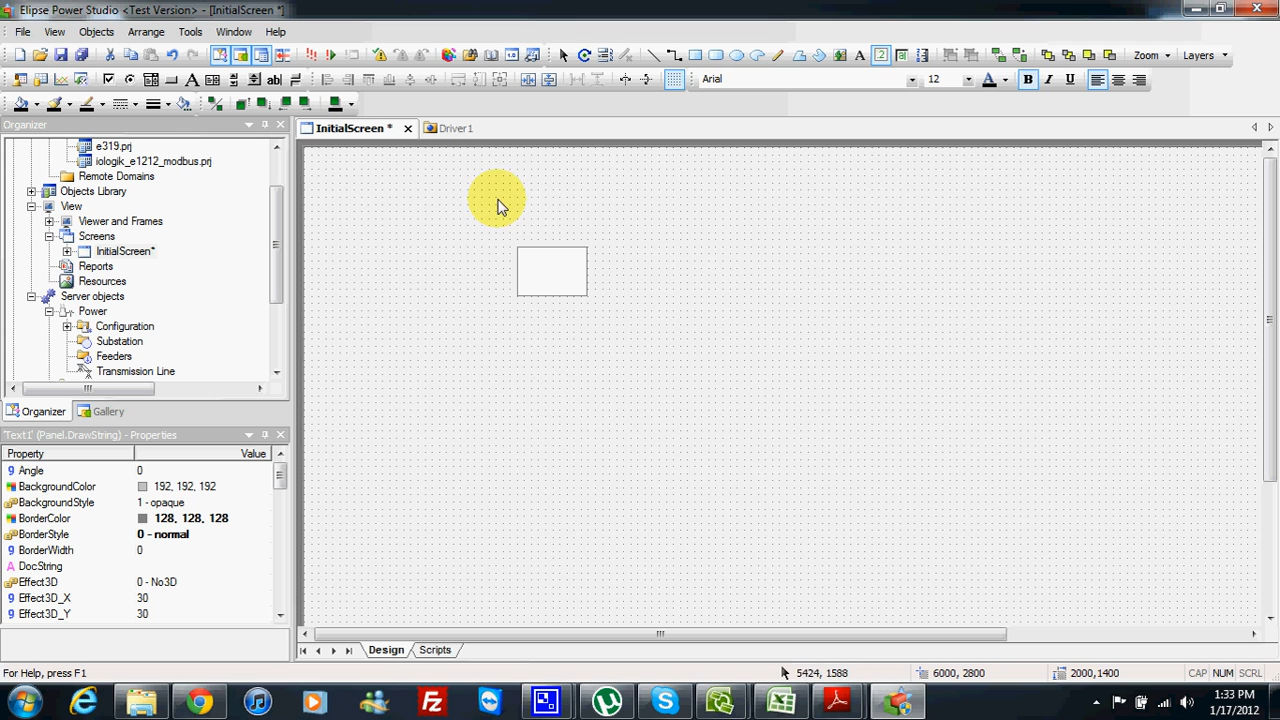 Elipse Power Studio <Test Version> - [InitialScreen *]
File View Objects Arrange Tools Window Help
Zoom Layers
Arial 12 B I U
Organizer
InitialScreen * Driver1
e319.prj
iologik_e1212_modbus.prj
Remote Domains
Objects Library
View
Viewer and Frames
Screens
InitialScreen*
Reports
Resources
Server objects
Power
Configuration
Substation
Feeders
Transmission Line
Organizer Gallery
'Text1' (Panel.DrawString) - Properties
Property Value
Angle 0
BackgroundColor 192, 192, 192
BackgroundStyle 1 - opaque
BorderColor 128, 128, 128
BorderStyle 0 - normal
BorderWidth 0
DocString
Effect3D 0 - No3D
Effect3D_X 30
Effect3D_Y 30
Design Scripts
For Help, press F1 5424, 1588 6000, 2800 2000,1400 CAP NUM SCRL
1:33 PM
1/17/2012